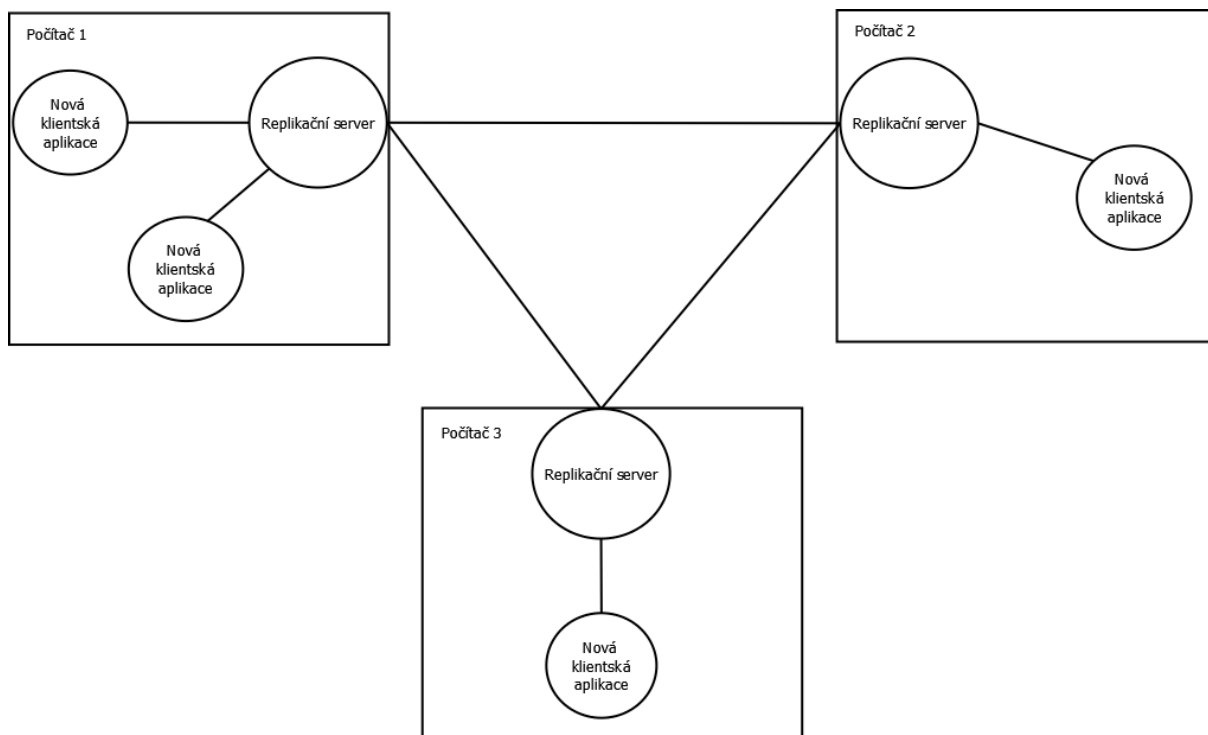 Počítač 1
Nová
klientská
aplikace
Replikační server
Nová
klientská
aplikace
Počítač 2
Replikační server
Nová
klientská
aplikace
Počítač 3
Replikační server
Nová
klientská
aplikace